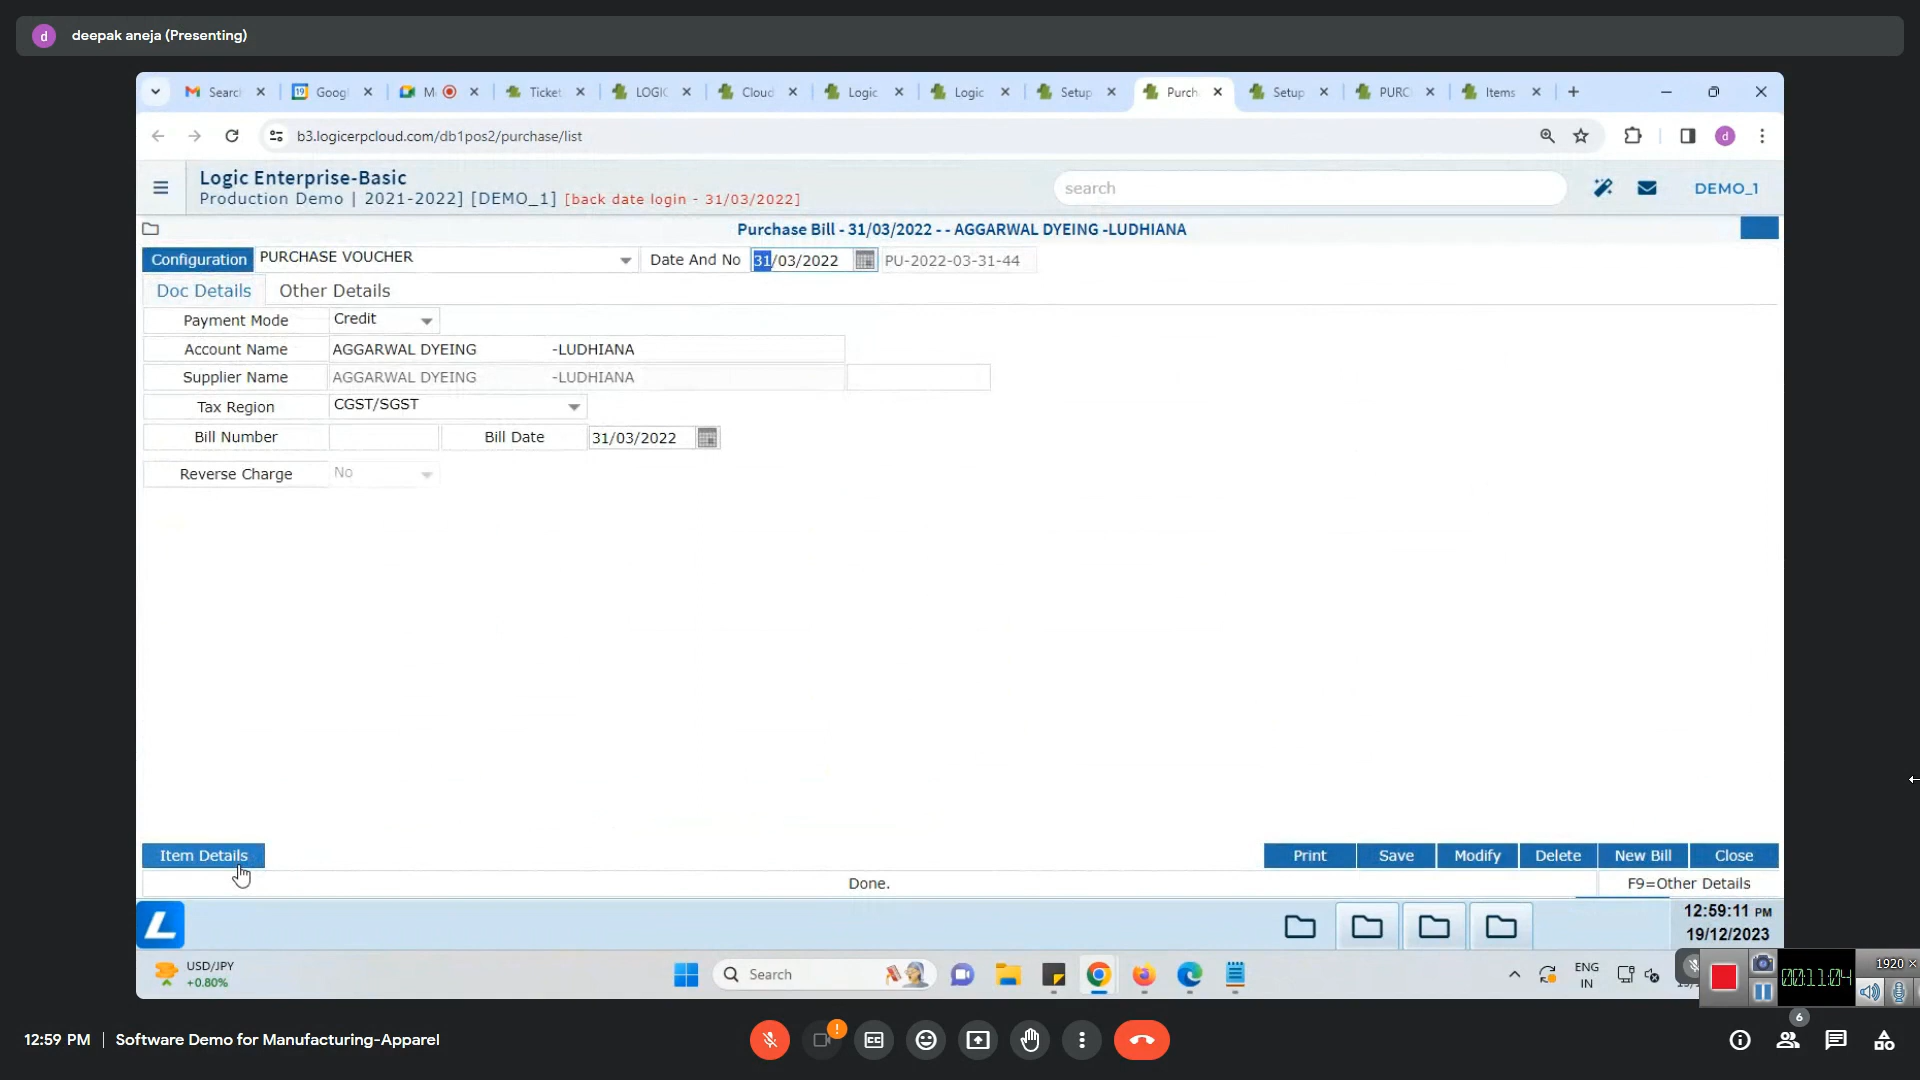 d deepak aneja (Presenting)
Searc Googl M Ticket LOGIC Cloud Logic Logic Setup Purch Setup PURC Items
b3.logicerpcloud.com/db1pos2/purchase/list d
Logic Enterprise-Basic
Production Demo | 2021-2022] [DEMO_1] [back date login - 31/03/2022]
search
DEMO_1
Purchase Bill - 31/03/2022 - - AGGARWAL DYEING -LUDHIANA
Configuration PURCHASE VOUCHER Date And No 31/03/2022 PU-2022-03-31-44
Doc Details Other Details
Payment Mode Credit
Account Name AGGARWAL DYEING -LUDHIANA
Supplier Name AGGARWAL DYEING -LUDHIANA
Tax Region CGST/SGST
Bill Number Bill Date 31/03/2022
Reverse Charge No
Item Details Print Save Modify Delete New Bill Close
Done. F9=Other Details
12:59:11 PM
19/12/2023
USD/JPY
+0.80%
Search
ENG
IN
00:11:04
1920 ×
6
12:59 PM | Software Demo for Manufacturing-Apparel